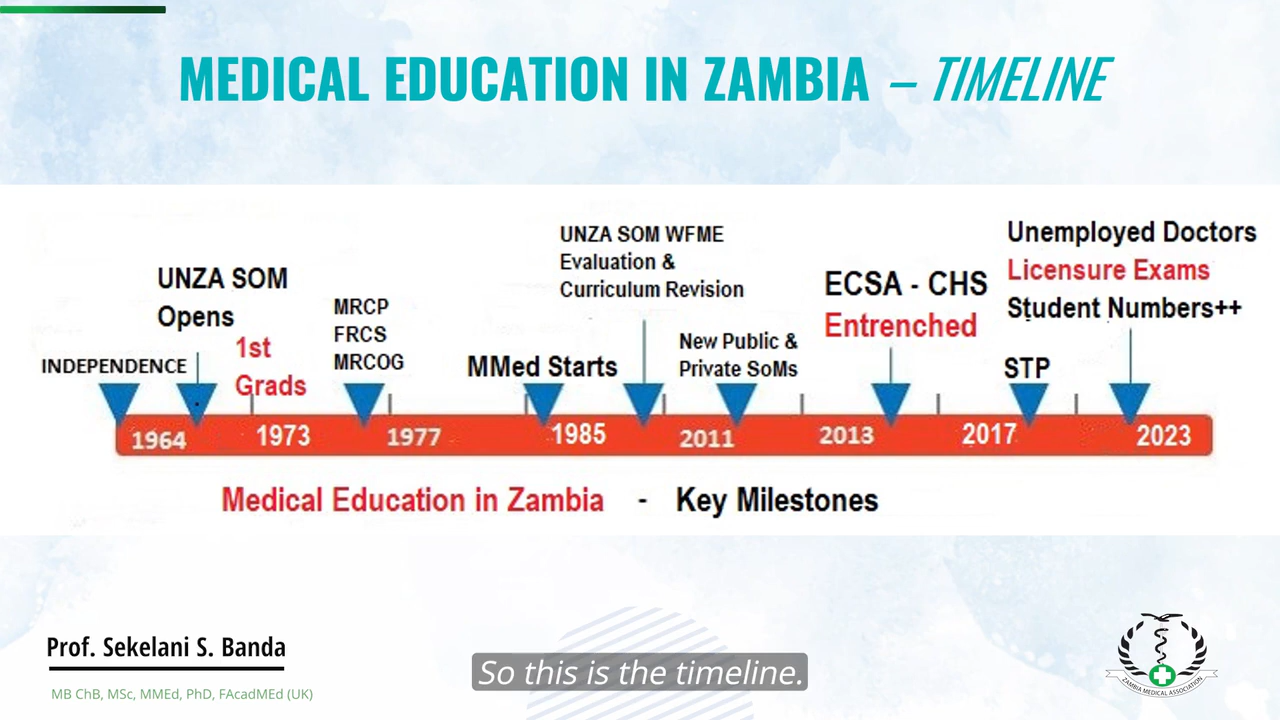 MEDICAL EDUCATION IN ZAMBIA – TIMELINE
INDEPENDENCE
UNZA SOM
Opens
1st
Grads
MRCP
FRCS
MRCOG
MMed Starts
UNZA SOM WFME
Evaluation &
Curriculum Revision
New Public &
Private SoMs
ECSA - CHS
Entrenched
STP
Unemployed Doctors
Licensure Exams
Student Numbers++
1964 1973 1977 1985 2011 2013 2017 2023
Medical Education in Zambia - Key Milestones
Prof. Sekelani S. Banda
MB ChB, MSc, MMEd, PhD, FAcadMed (UK)
So this is the timeline.
ZAMBIA MEDICAL ASSOCIATION